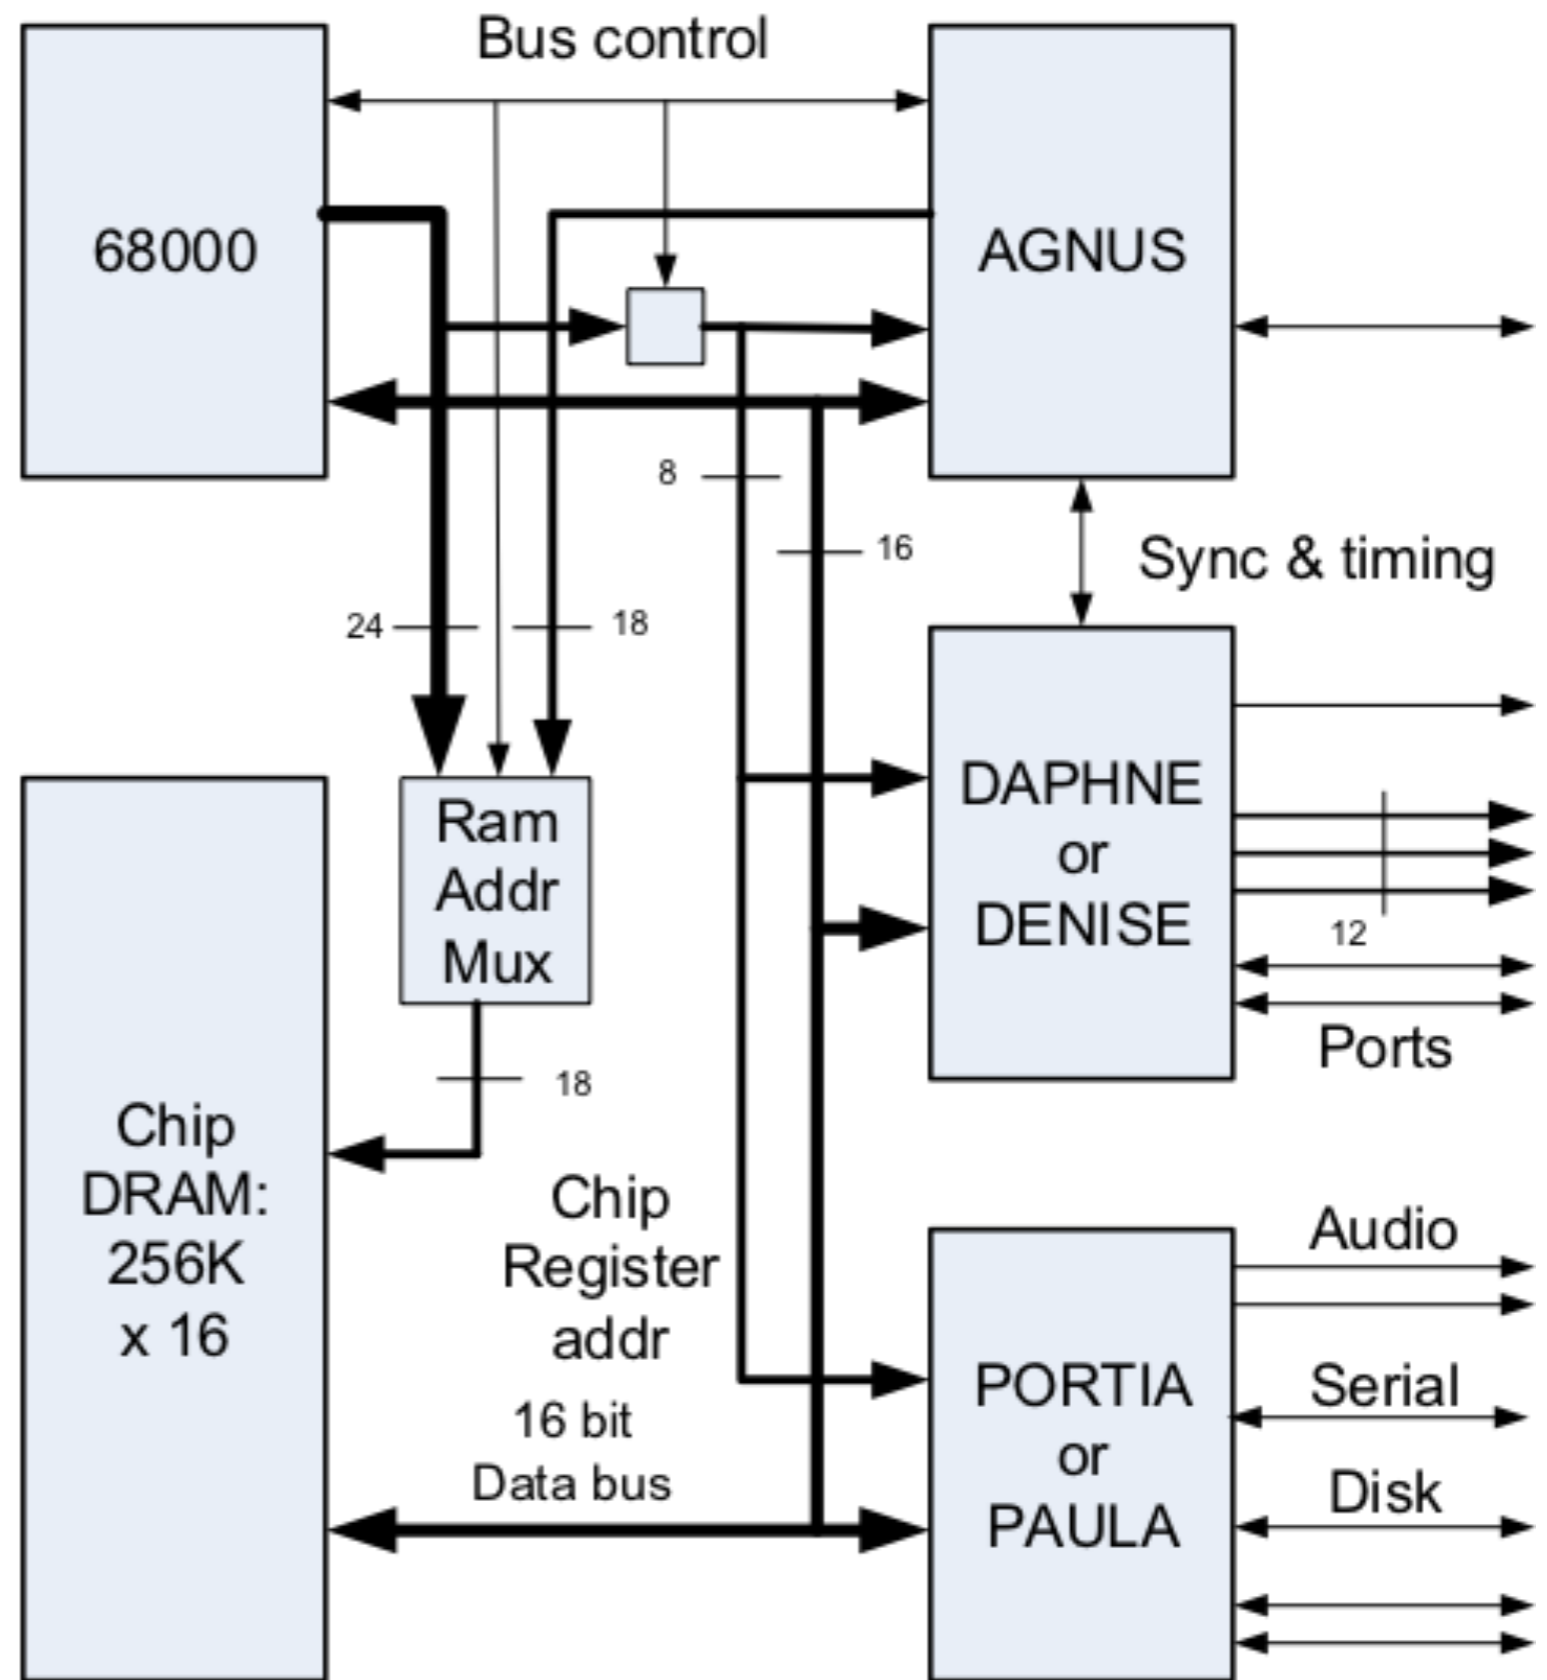 Bus control
68000
AGNUS
8
16
Sync & timing
24
18
DAPHNE
or
DENISE
12
Ports
Ram
Addr
Mux
18
Chip
DRAM:
256K
x 16
Chip
Register
addr
16 bit
Data bus
Audio
PORTIA
or
PAULA
Serial
Disk